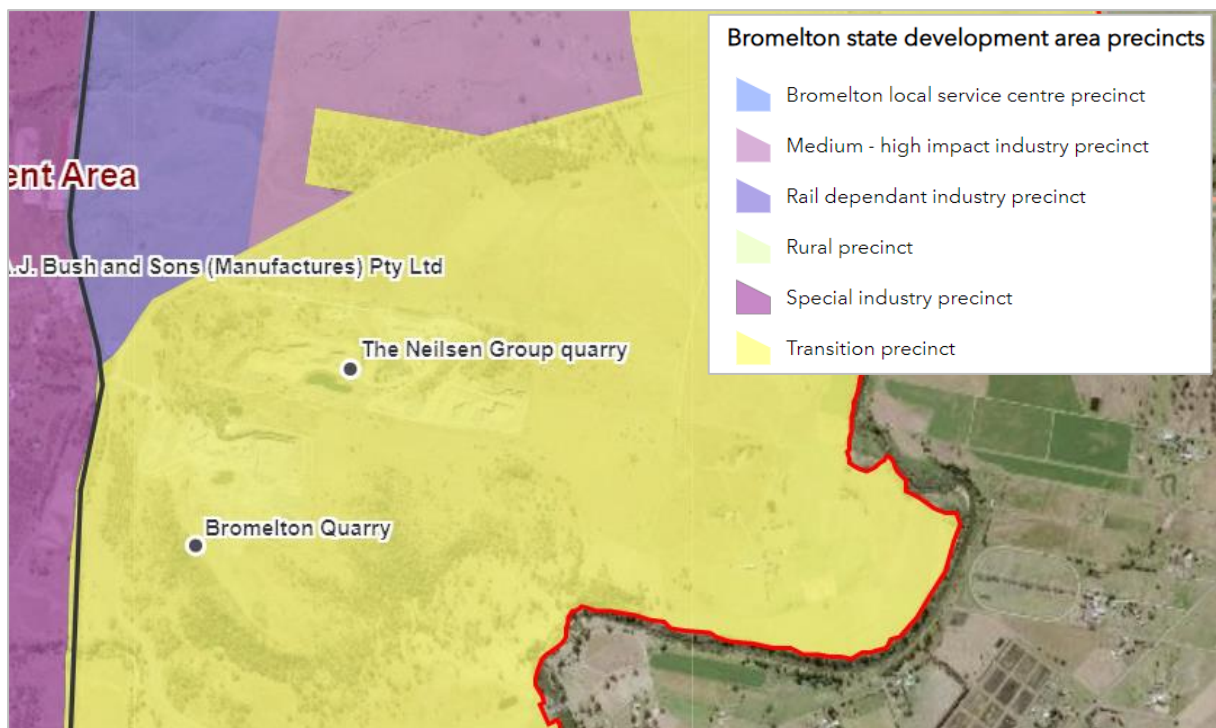 Bromelton state development area precincts
Bromelton local service centre precinct
Medium - high impact industry precinct
Rail dependant industry precinct
Rural precinct
Special industry precinct
Transition precinct
ent Area
A.J. Bush and Sons (Manufactures) Pty Ltd
The Neilsen Group quarry
Bromelton Quarry